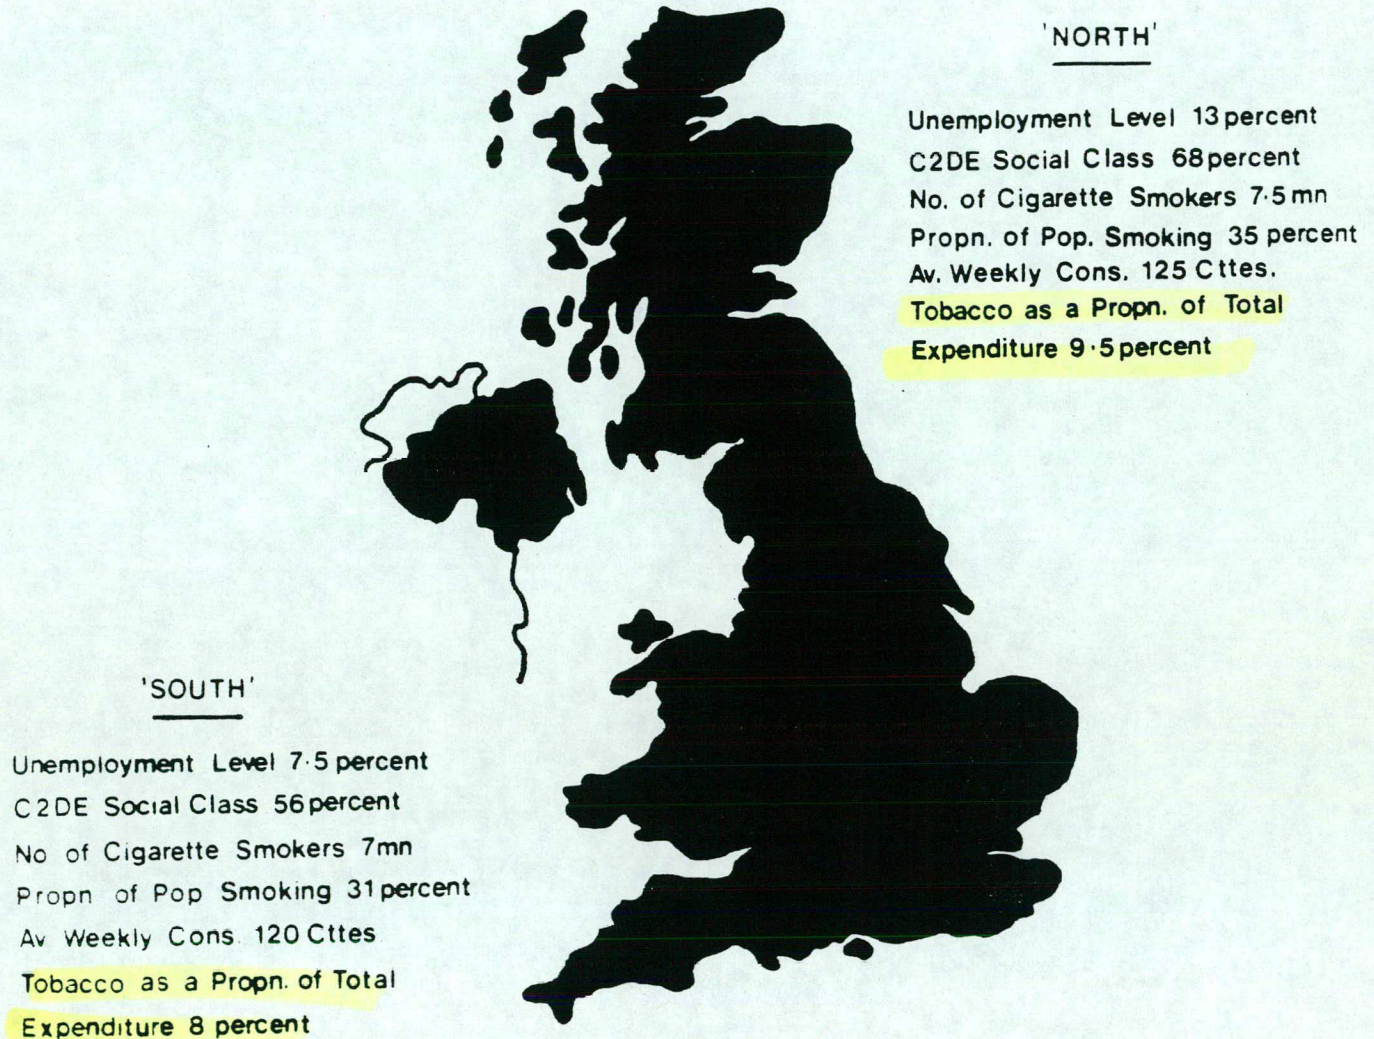 'NORTH'
Unemployment Level 13 percent
C2DE Social Class 68 percent
No. of Cigarette Smokers 7·5 mn
Propn. of Pop. Smoking 35 percent
Av. Weekly Cons. 125 Cttes.
Tobacco as a Propn. of Total
Expenditure 9·5 percent
'SOUTH'
Unemployment Level 7·5 percent
C2DE Social Class 56 percent
No of Cigarette Smokers 7mn
Propn of Pop Smoking 31 percent
Av Weekly Cons. 120 Cttes
Tobacco as a Propn. of Total
Expenditure 8 percent